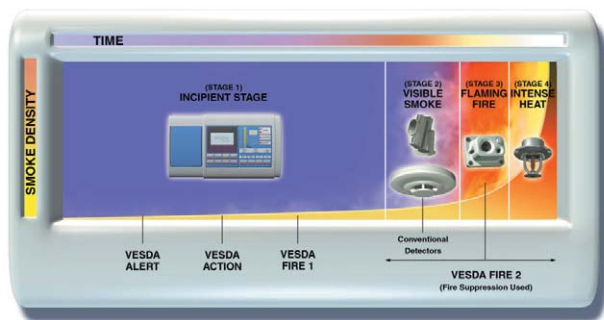 TIME
SMOKE DENSITY
(STAGE 1)
INCIPIENT STAGE
(STAGE 2)
VISIBLE
SMOKE
(STAGE 3)
FLAMING
FIRE
(STAGE 4)
INTENSE
HEAT
VESDA
ALERT
VESDA
ACTION
VESDA
FIRE 1
Conventional
Detectors
VESDA FIRE 2
(Fire Suppression Used)